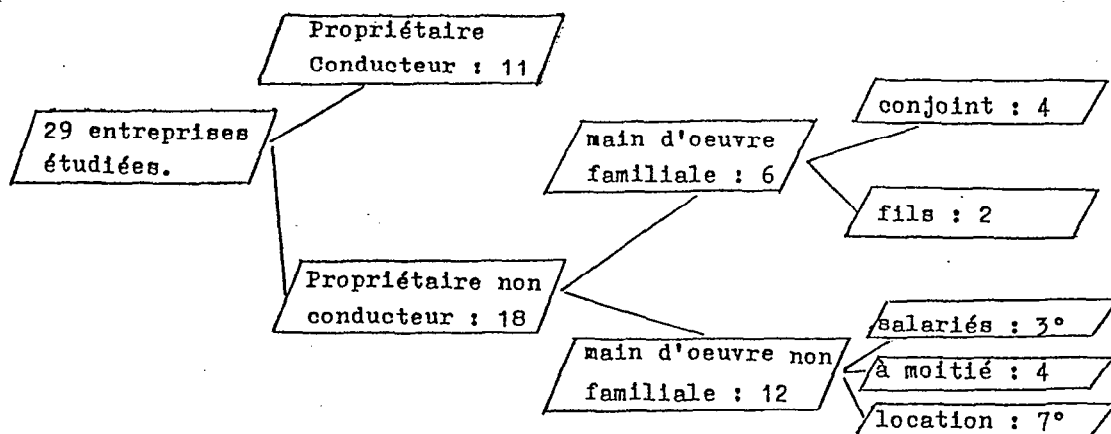 Propriétaire
Conducteur : 11
29 entreprises
étudiées.
Propriétaire non
conducteur : 18
main d'oeuvre
familiale : 6
conjoint : 4
fils : 2
main d'oeuvre non
familiale : 12
salariés : 3°
à moitié : 4
location : 7°